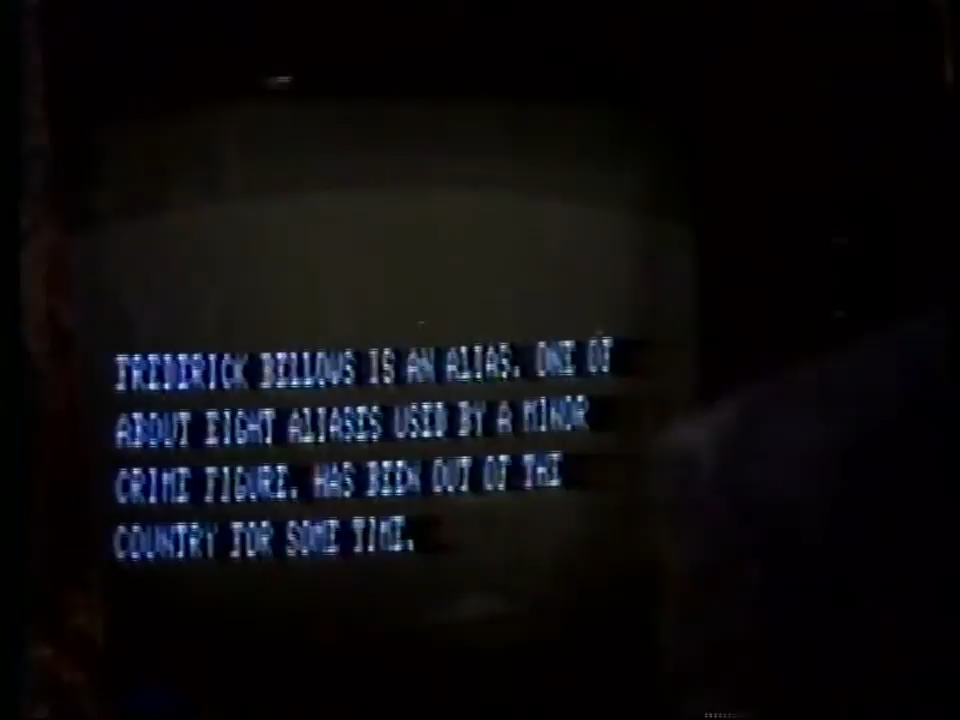 FREDERICK BELLOWS IS AN ALIAS. ONE OF
ABOUT EIGHT ALIASES USED BY A MINOR
CRIME FIGURE. HAS BEEN OUT OF THE
COUNTRY FOR SOME TIME.